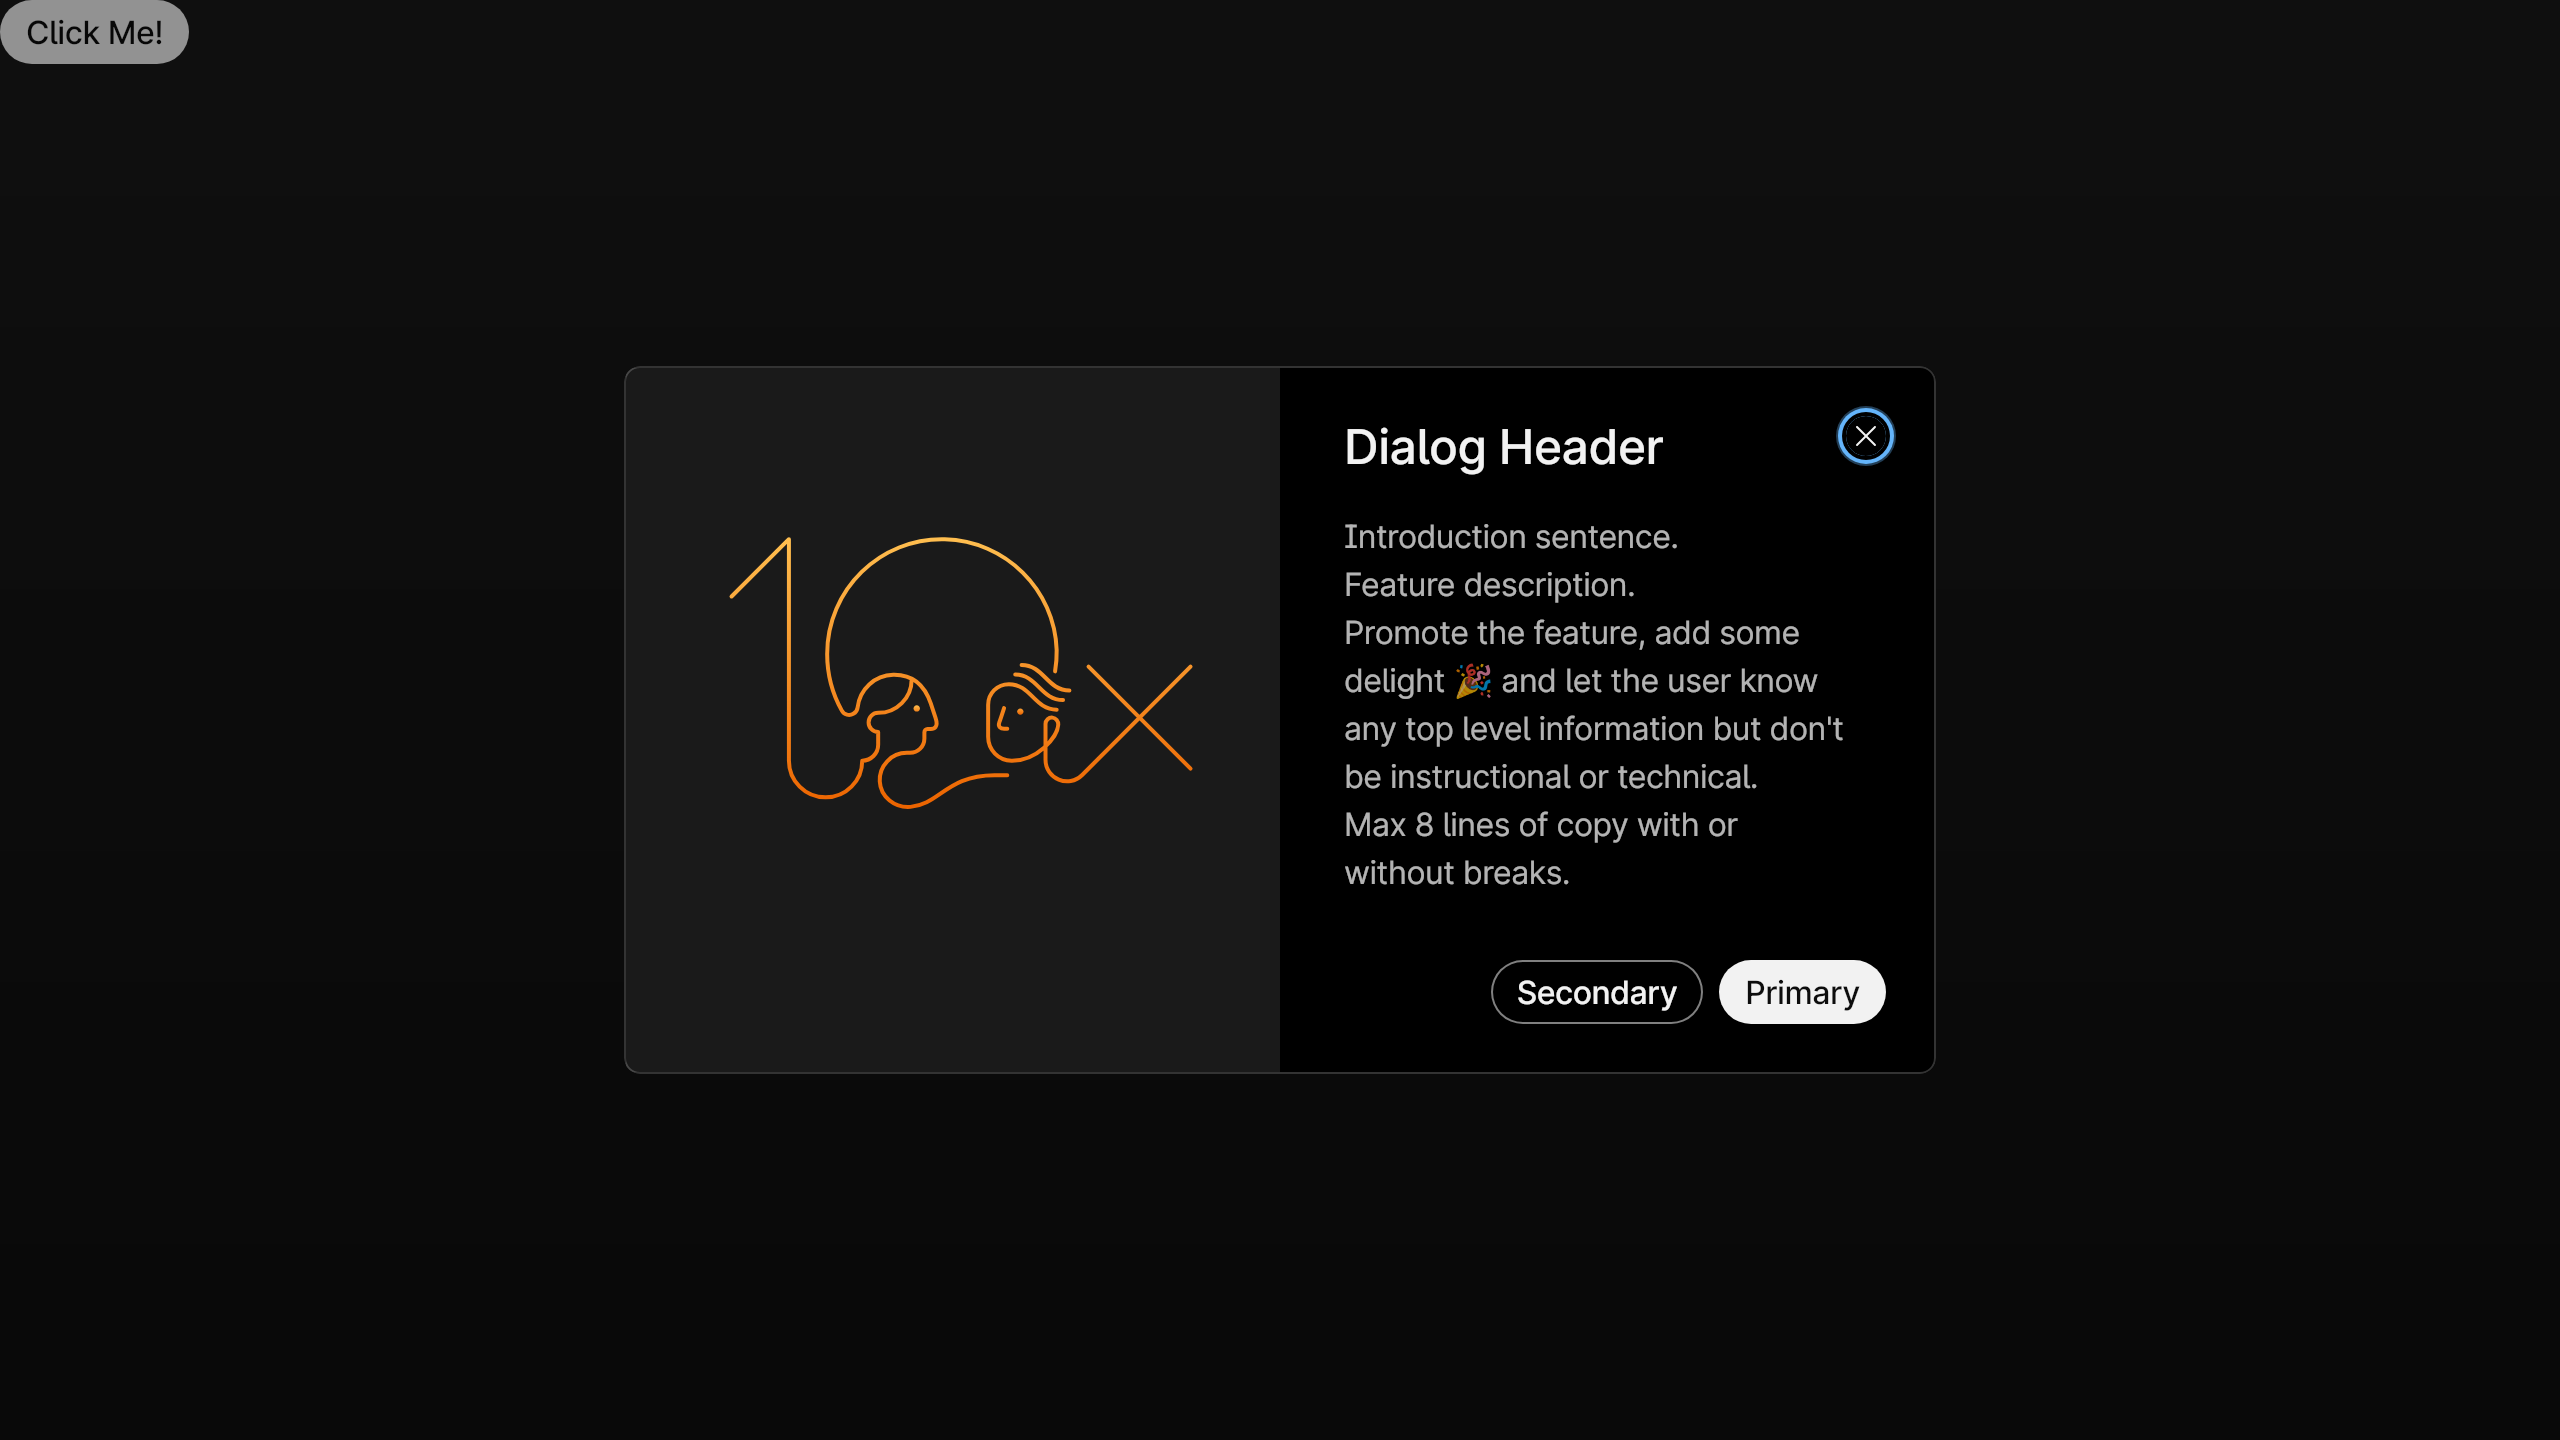 Click Me!
Dialog Header
Introduction sentence.
Feature description.
Promote the feature, add some
delight 🎉 and let the user know
any top level information but don't
be instructional or technical.
Max 8 lines of copy with or
without breaks.
Secondary
Primary
10x